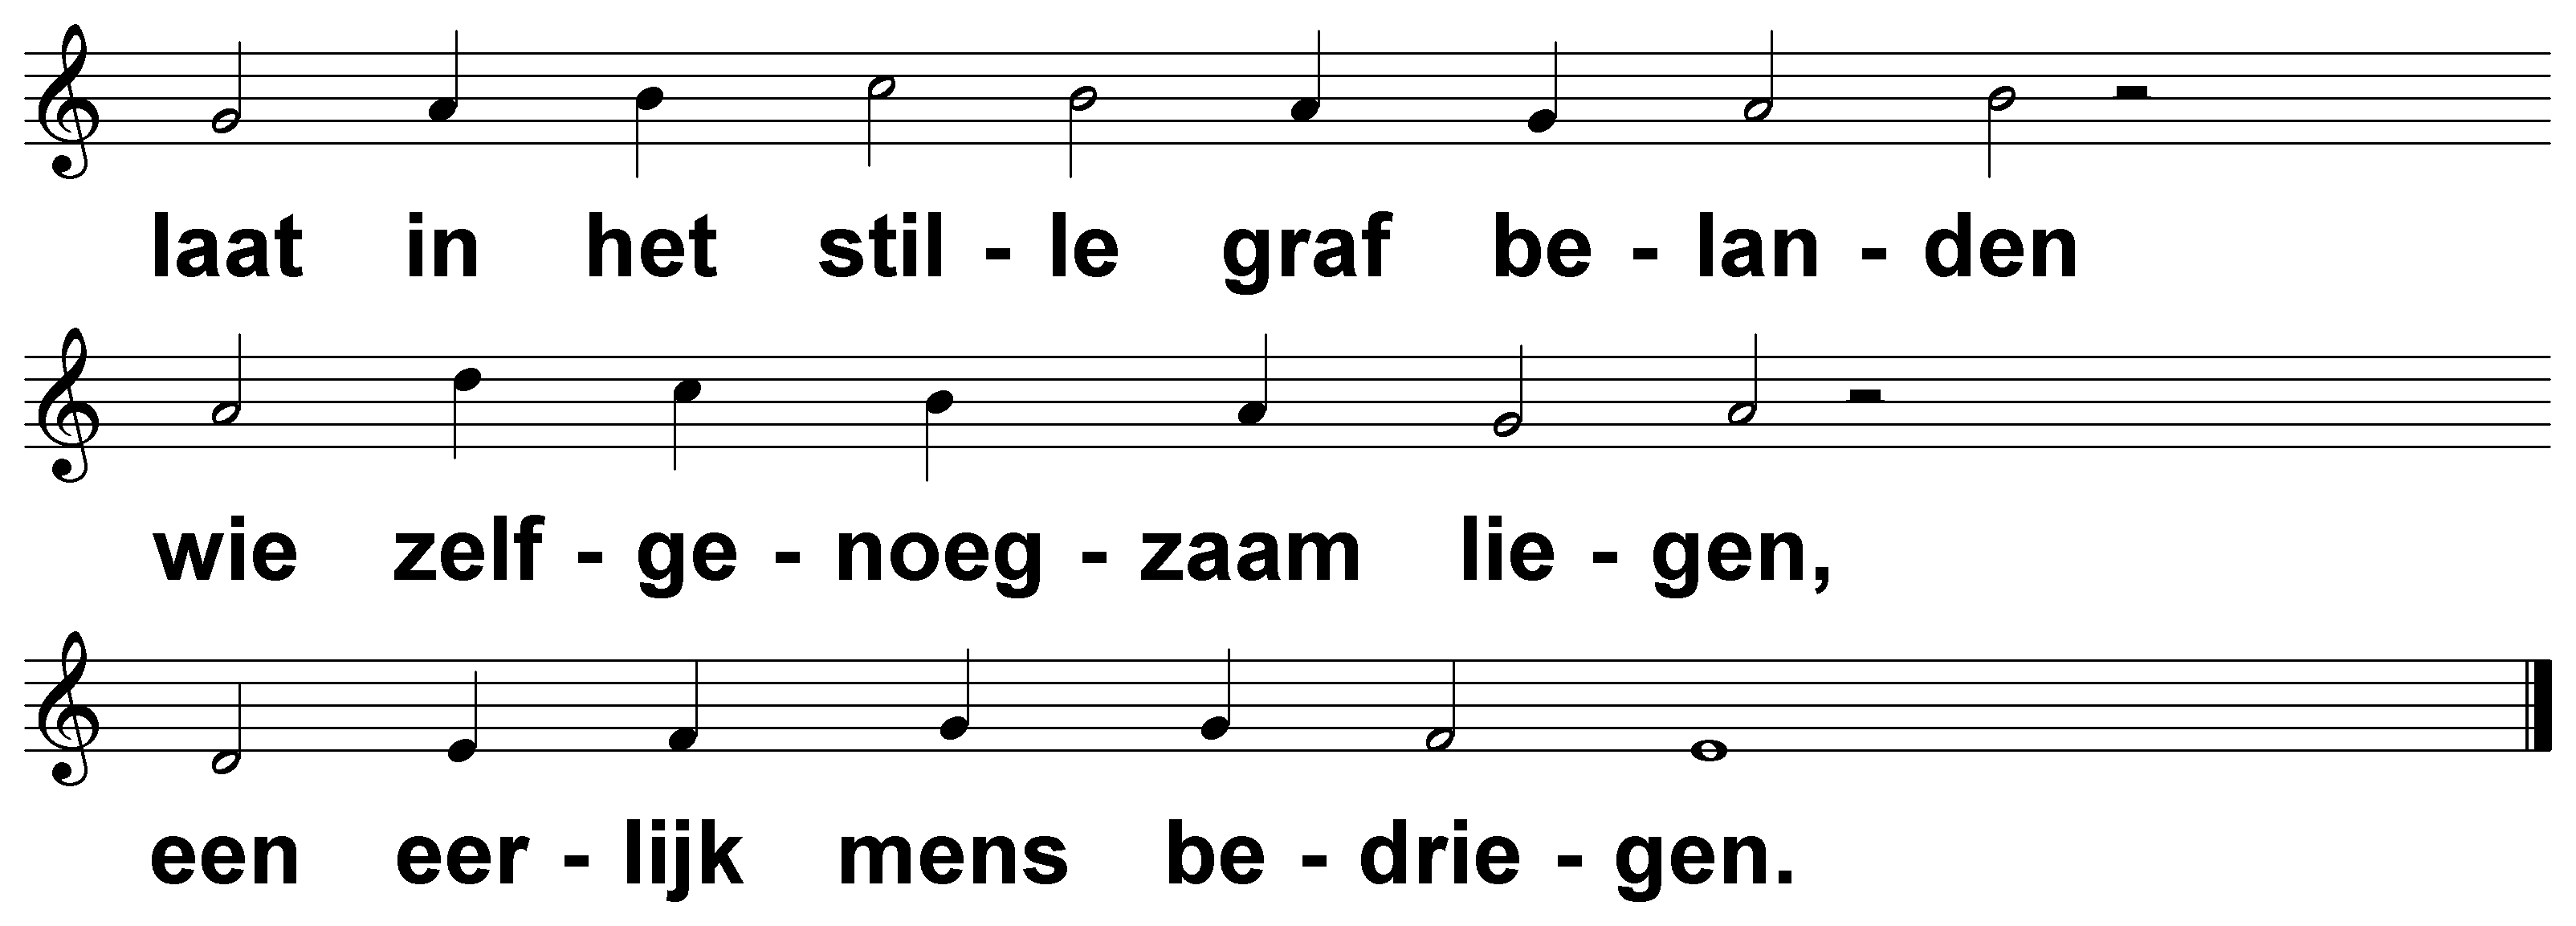 laat in het stil - le graf be - lan - den
wie zelf - ge - noeg - zaam lie - gen,
een eer - lijk mens be - drie - gen.